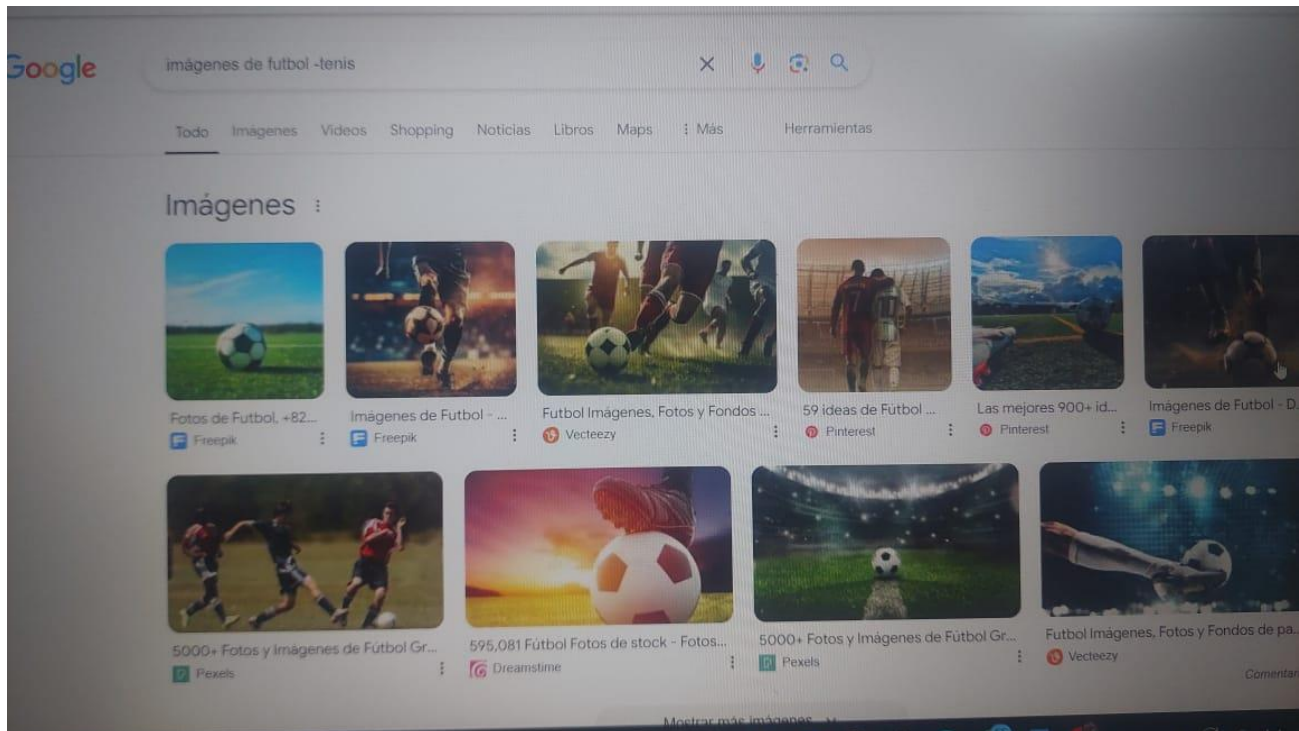 Google
imágenes de futbol -tenis
Todo Imágenes Videos Shopping Noticias Libros Maps Más Herramientas
Imágenes
Fotos de Futbol, +82...
Freepik
Imágenes de Futbol - ...
Freepik
Futbol Imágenes, Fotos y Fondos ...
Vecteezy
59 ideas de Fútbol ...
Pinterest
Las mejores 900+ id...
Pinterest
Imágenes de Futbol - D...
Freepik
7
10
5000+ Fotos y Imágenes de Fútbol Gr...
Pexels
595,081 Fútbol Fotos de stock - Fotos...
Dreamstime
5000+ Fotos y Imágenes de Fútbol Gr...
Pexels
Futbol Imágenes, Fotos y Fondos de pa...
Vecteezy
Comentar
Mostrar más imágenes